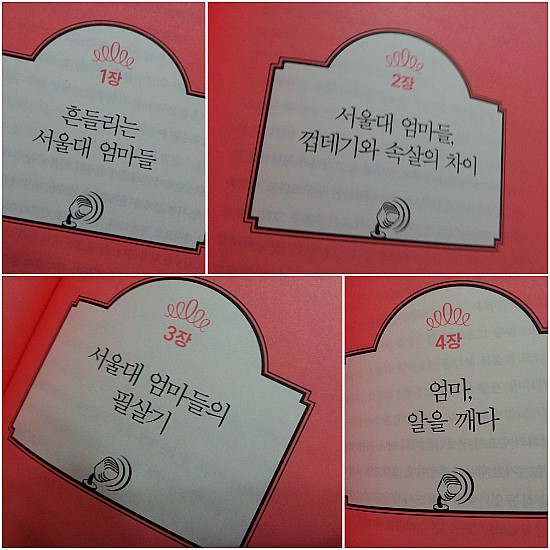 1장
흔들리는
서울대 엄마들
2장
서울대 엄마들,
껍데기와 속살의 차이
3장
서울대 엄마들의
필살기
4장
엄마,
알을 깨다